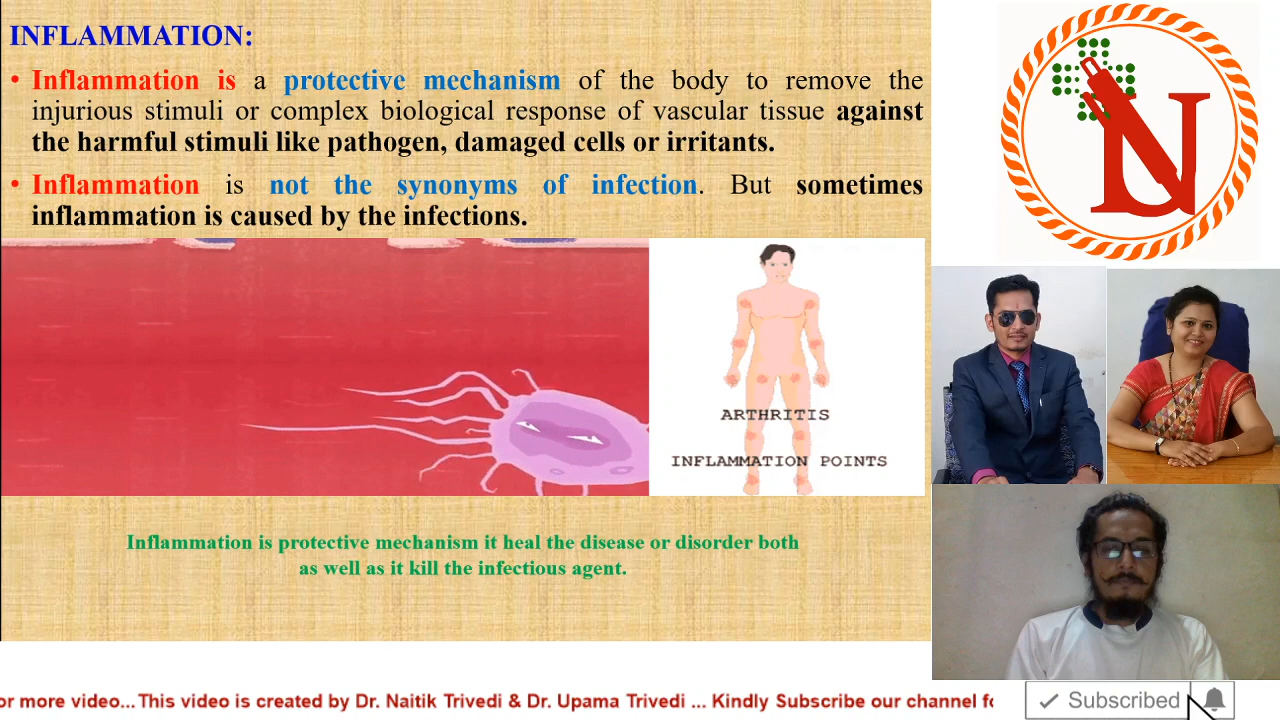 INFLAMMATION:
• Inflammation is a protective mechanism of the body to remove the
injurious stimuli or complex biological response of vascular tissue against
the harmful stimuli like pathogen, damaged cells or irritants.
• Inflammation is not the synonyms of infection. But sometimes
inflammation is caused by the infections.
ARTHRITIS
INFLAMMATION POINTS
Inflammation is protective mechanism it heal the disease or disorder both
as well as it kill the infectious agent.
or more video...This video is created by Dr. Naitik Trivedi & Dr. Upama Trivedi ... Kindly Subscribe our channel fo
Subscribed